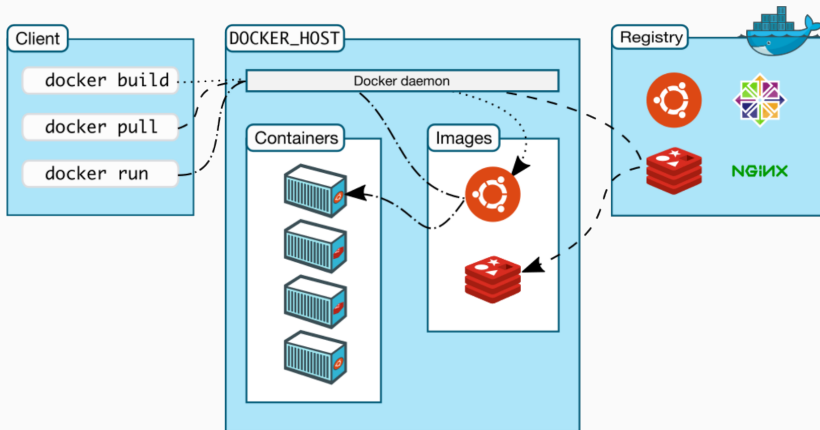 Client
docker build
docker pull
docker run
DOCKER_HOST
Docker daemon
Containers
Images
Registry
NGINX